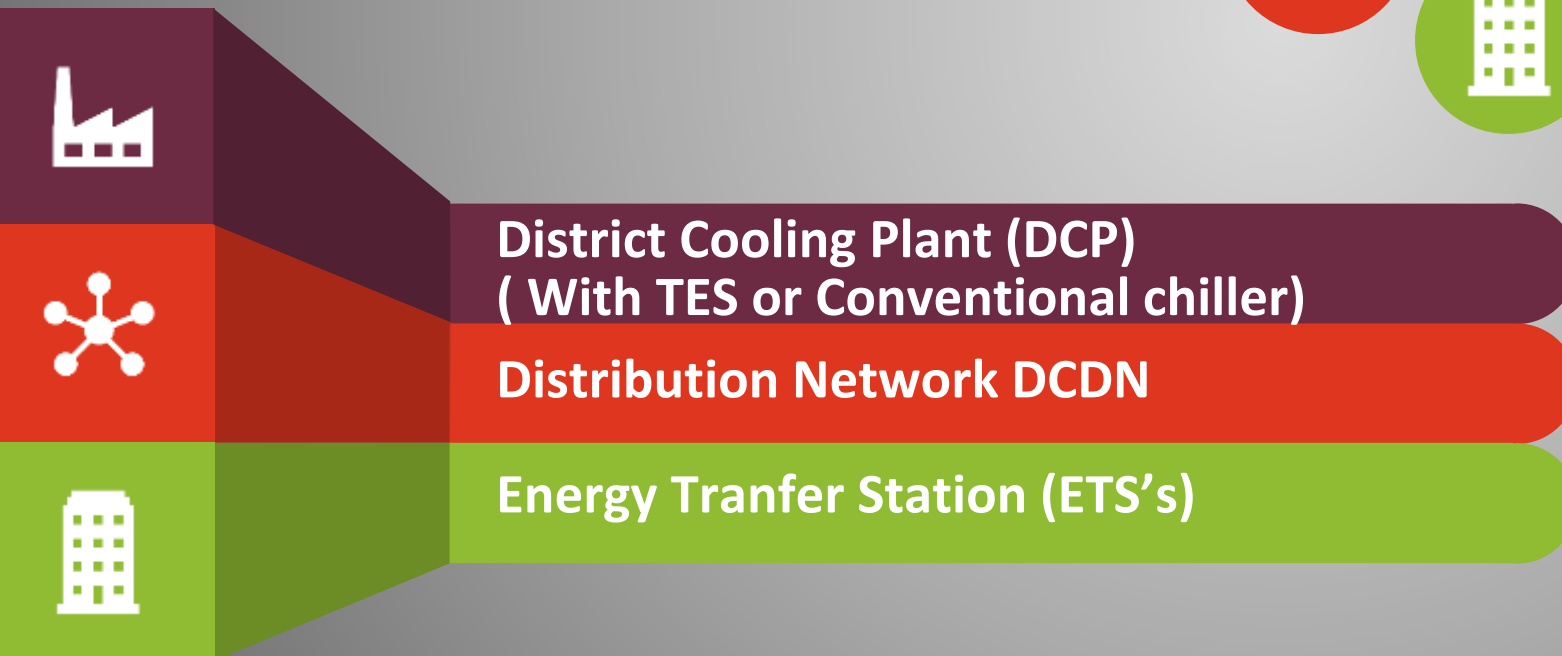 District Cooling Plant (DCP)
( With TES or Conventional chiller)
Distribution Network DCDN
Energy Tranfer Station (ETS’s)